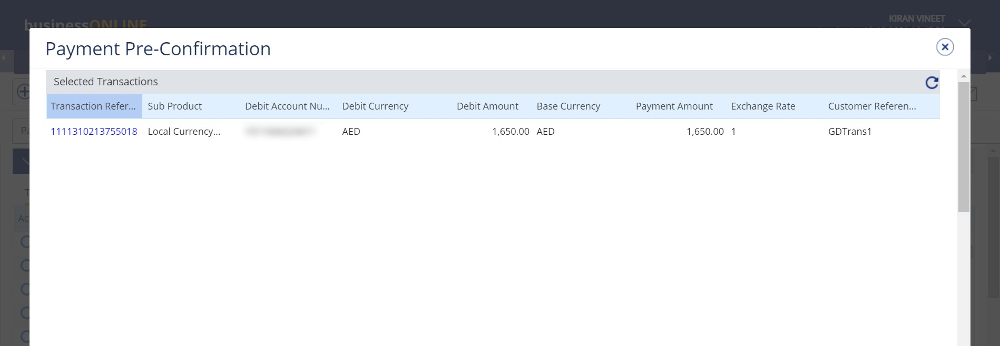 businessONLINE
KIRAN VINEET
Payment Pre-Confirmation
Selected Transactions
Transaction Refer... Sub Product Debit Account Nu... Debit Currency Debit Amount Base Currency Payment Amount Exchange Rate Customer Referen...
1111310213755018 Local Currency... AED 1,650.00 AED 1,650.00 1 GDTrans1
Pa
T
Ac